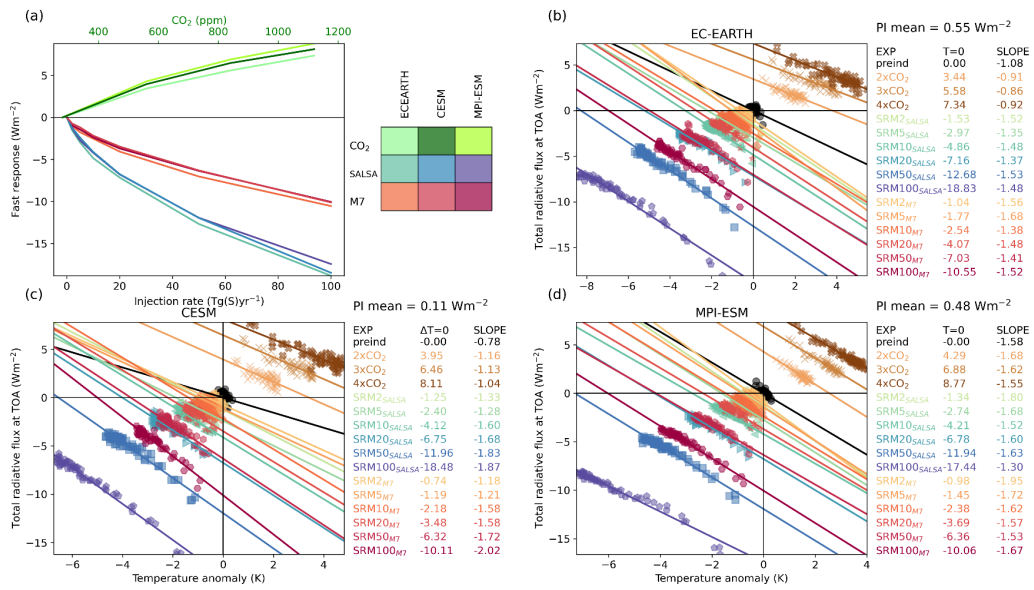 (a)
CO2 (ppm)
400 600 800 1000 1200
Fast response (Wm−2)
5
0
−5
−10
−15
0 20 40 60 80 100
Injection rate (Tg(S)yr−1)
ECEARTH CESM MPI-ESM
CO2
SALSA
M7
(b)
EC-EARTH
PI mean = 0.55 Wm−2
Total radiative flux at TOA (Wm−2)
5
0
−5
−10
−15
−8 −6 −4 −2 0 2 4
EXP T=0 SLOPE
preind 0.00 -1.08
2xCO2 3.44 -0.91
3xCO2 5.58 -0.86
4xCO2 7.34 -0.92
SRM2SALSA -1.53 -1.52
SRM5SALSA -2.97 -1.35
SRM10SALSA -4.86 -1.48
SRM20SALSA -7.16 -1.37
SRM50SALSA -12.68 -1.53
SRM100SALSA -18.83 -1.48
SRM2M7 -1.04 -1.56
SRM5M7 -1.77 -1.68
SRM10M7 -2.54 -1.38
SRM20M7 -4.07 -1.48
SRM50M7 -7.03 -1.41
SRM100M7 -10.55 -1.52
(c)
CESM
PI mean = 0.11 Wm−2
Total radiative flux at TOA (Wm−2)
5
0
−5
−10
−15
−6 −4 −2 0 2 4
Temperature anomaly (K)
EXP ΔT=0 SLOPE
preind -0.00 -0.78
2xCO2 3.95 -1.16
3xCO2 6.46 -1.13
4xCO2 8.11 -1.04
SRM2SALSA -1.25 -1.33
SRM5SALSA -2.40 -1.28
SRM10SALSA -4.12 -1.60
SRM20SALSA -6.75 -1.68
SRM50SALSA -11.96 -1.83
SRM100SALSA -18.48 -1.87
SRM2M7 -0.74 -1.18
SRM5M7 -1.19 -1.21
SRM10M7 -2.18 -1.58
SRM20M7 -3.48 -1.58
SRM50M7 -6.32 -1.72
SRM100M7 -10.11 -2.02
(d)
MPI-ESM
PI mean = 0.48 Wm−2
Total radiative flux at TOA (Wm−2)
5
0
−5
−10
−15
−6 −4 −2 0 2 4
Temperature anomaly (K)
EXP T=0 SLOPE
preind -0.00 -1.58
2xCO2 4.29 -1.68
3xCO2 6.88 -1.62
4xCO2 8.77 -1.55
SRM2SALSA -1.34 -1.80
SRM5SALSA -2.74 -1.68
SRM10SALSA -4.21 -1.52
SRM20SALSA -6.78 -1.60
SRM50SALSA -11.94 -1.63
SRM100SALSA -17.44 -1.30
SRM2M7 -0.98 -1.95
SRM5M7 -1.45 -1.72
SRM10M7 -2.38 -1.62
SRM20M7 -3.69 -1.57
SRM50M7 -6.36 -1.53
SRM100M7 -10.06 -1.67